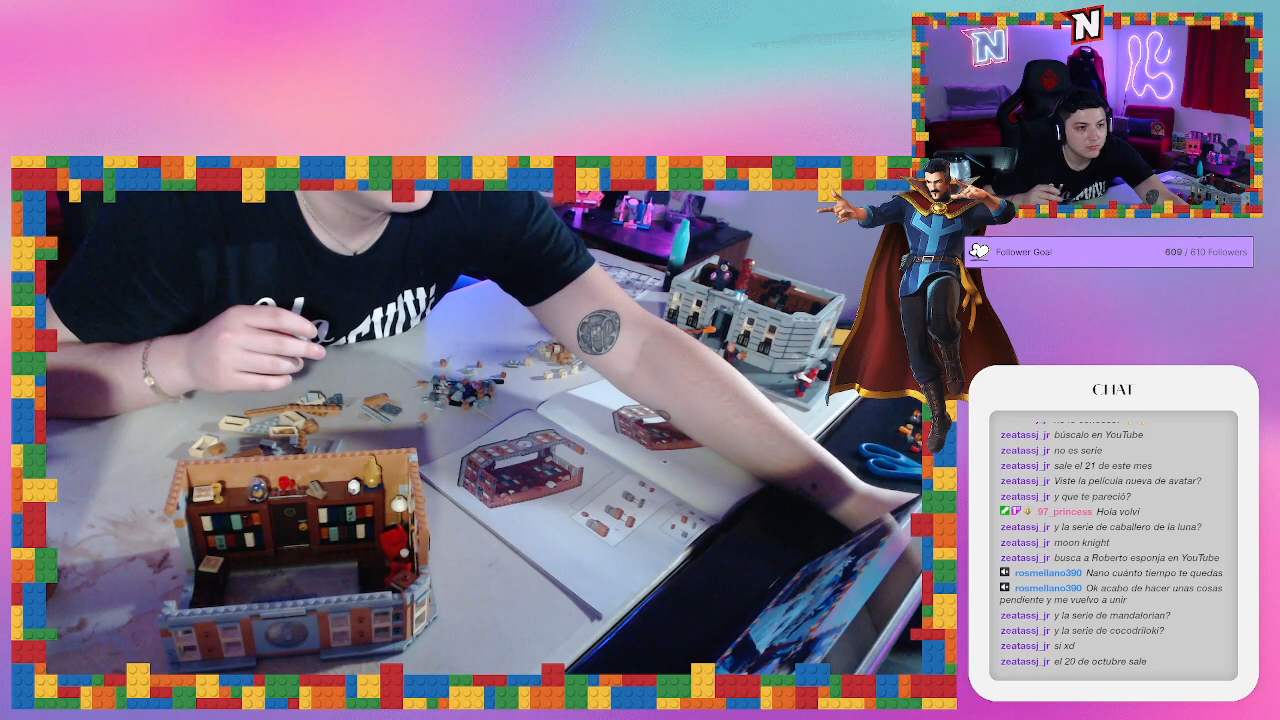 N
N
Follower Goal
609 / 610 Followers
CHAT
zeatassj_jr búscalo en YouTube
zeatassj_jr no es serie
zeatassj_jr sale el 21 de este mes
zeatassj_jr Viste la película nueva de avatar?
zeatassj_jr y que te pareció?
97_princess Hola volví
zeatassj_jr y la serie de caballero de la luna?
zeatassj_jr moon knight
zeatassj_jr busca a Roberto esponja en YouTube
rosmellano390 Nano cuánto tiempo te quedas
rosmellano390 Ok acabo de hacer unas cosas
pendiente y me vuelvo a unir
zeatassj_jr y la serie de mandalorian?
zeatassj_jr y la serie de cocodriloki?
zeatassj_jr si xd
zeatassj_jr el 20 de octubre sale